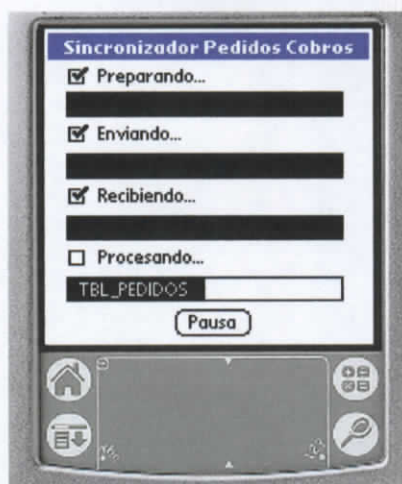 Sincronizador Pedidos Cobros
Preparando...
Enviando...
Recibiendo...
Procesando...
TBL_PEDIDOS
Pausa